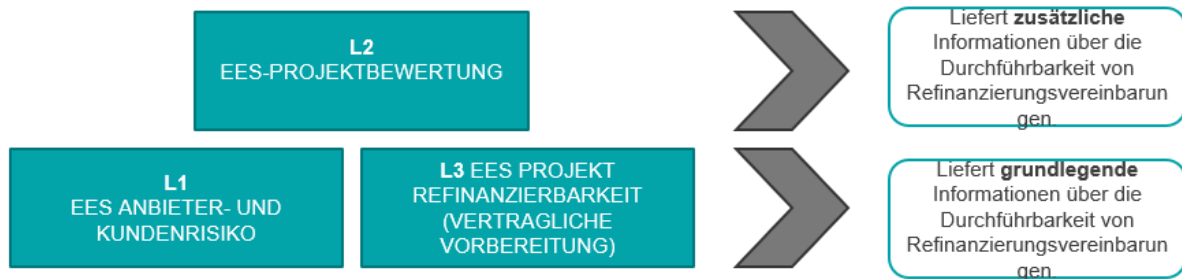 L2
EES-PROJEKTBEWERTUNG
Liefert zusätzliche
Informationen über die
Durchführbarkeit von
Refinanzierungsvereinbarun
gen.
L1
EES ANBIETER- UND
KUNDENRISIKO
L3 EES PROJEKT
REFINANZIERBARKEIT
(VERTRAGLICHE
VORBEREITUNG)
Liefert grundlegende
Informationen über die
Durchführbarkeit von
Refinanzierungsvereinbarun
gen.